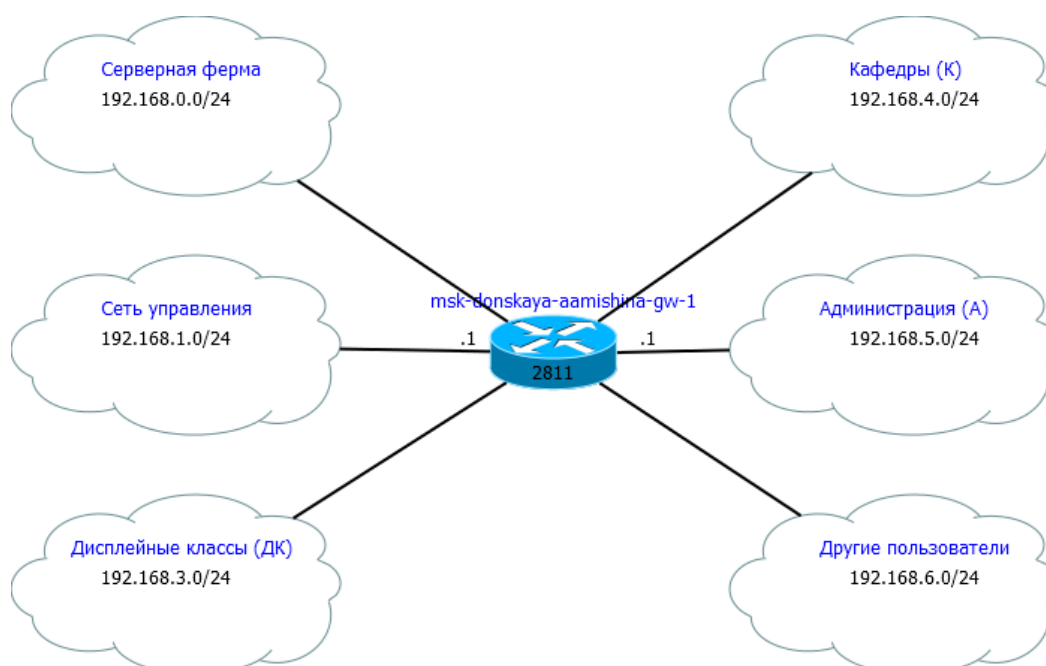 Серверная ферма
192.168.0.0/24
Кафедры (К)
192.168.4.0/24
msk-donskaya-aamishina-gw-1
Сеть управления
192.168.1.0/24
.1
.1
2811
Администрация (А)
192.168.5.0/24
Дисплейные классы (ДК)
192.168.3.0/24
Другие пользователи
192.168.6.0/24